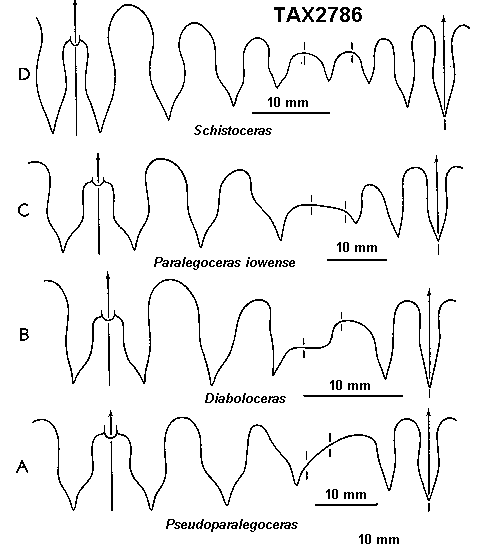 TAX2786
D
10 mm
Schistoceras
C
10 mm
Paralegoceras iowense
B
10 mm
Diaboloceras
A
10 mm
Pseudoparalegoceras
10 mm